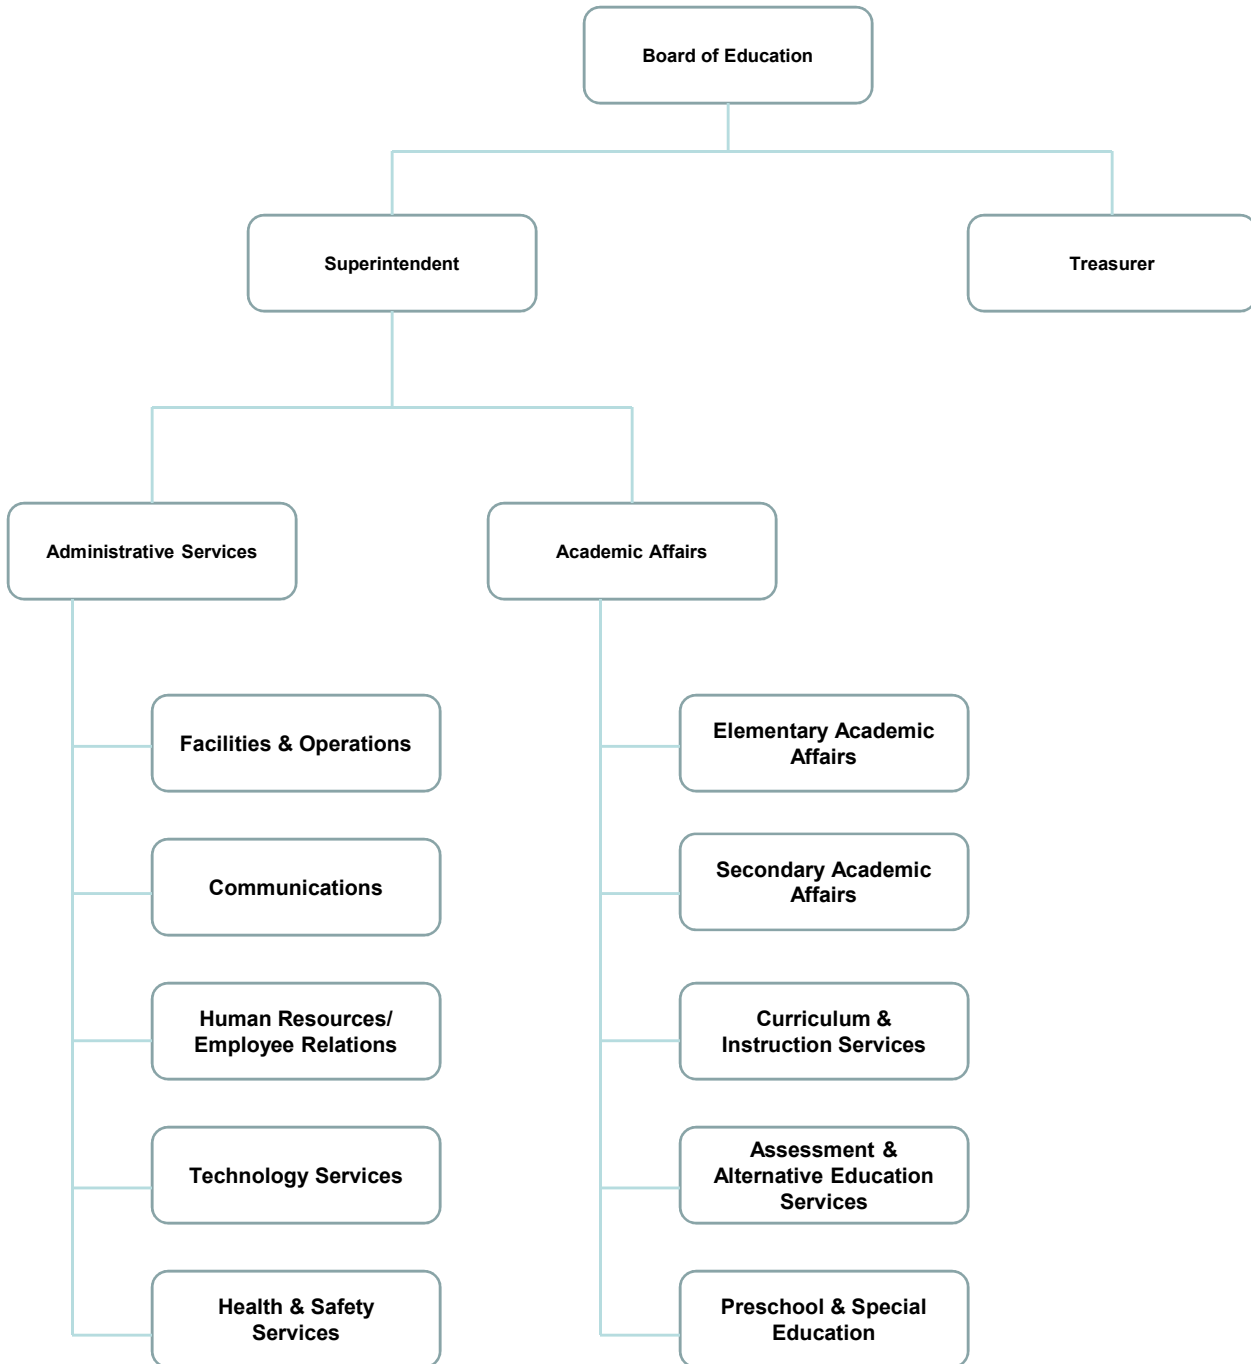 Board of Education
Superintendent
Treasurer
Administrative Services
Academic Affairs
Facilities & Operations
Communications
Human Resources/
Employee Relations
Technology Services
Health & Safety
Services
Elementary Academic
Affairs
Secondary Academic
Affairs
Curriculum &
Instruction Services
Assessment &
Alternative Education
Services
Preschool & Special
Education